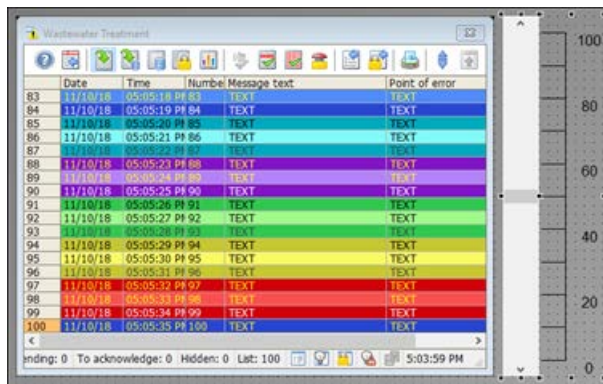 Wastewater Treatment
Date Time Numbe Message text Point of error
83 11/10/18 05:05:18 PM 83 TEXT TEXT
84 11/10/18 05:05:19 PM 84 TEXT TEXT
85 11/10/18 05:05:20 PM 85 TEXT TEXT
86 11/10/18 05:05:21 PM 86 TEXT TEXT
87 11/10/18 05:05:22 PM 87 TEXT TEXT
88 11/10/18 05:05:23 PM 88 TEXT TEXT
89 11/10/18 05:05:24 PM 89 TEXT TEXT
90 11/10/18 05:05:25 PM 90 TEXT TEXT
91 11/10/18 05:05:26 PM 91 TEXT TEXT
92 11/10/18 05:05:27 PM 92 TEXT TEXT
93 11/10/18 05:05:28 PM 93 TEXT TEXT
94 11/10/18 05:05:29 PM 94 TEXT TEXT
95 11/10/18 05:05:30 PM 95 TEXT TEXT
96 11/10/18 05:05:31 PM 96 TEXT TEXT
97 11/10/18 05:05:32 PM 97 TEXT TEXT
98 11/10/18 05:05:33 PM 98 TEXT TEXT
99 11/10/18 05:05:34 PM 99 TEXT TEXT
100 11/10/18 05:05:35 PM 100 TEXT TEXT
ending: 0 To acknowledge: 0 Hidden: 0 List: 100 5:03:59 PM
100
80
60
40
20
0